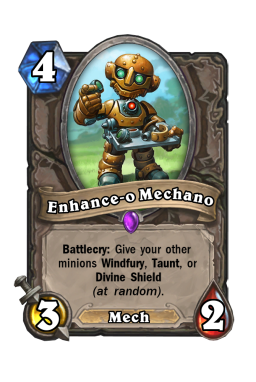 4
Enhance-o Mechano
Battlecry: Give your other
minions Windfury, Taunt, or
Divine Shield
(at random).
3
Mech
2